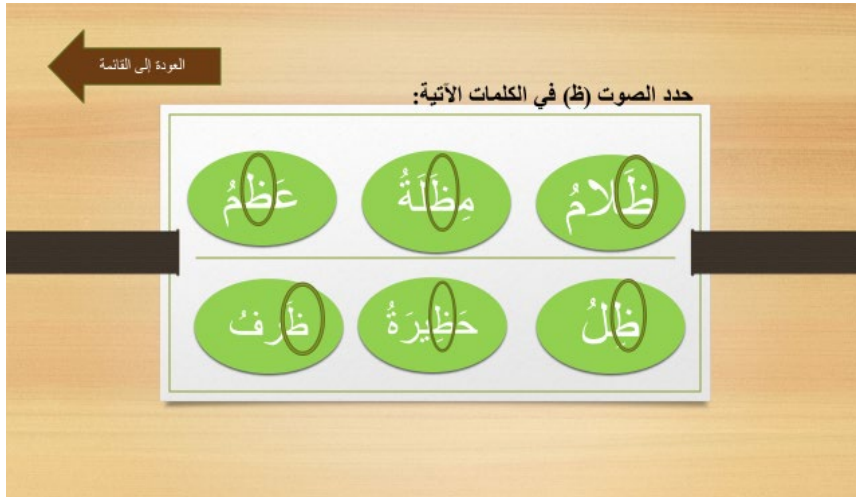 العودة إلى القائمة
حدد الصوت (ظ) في الكلمات الآتية:
ظَلامُ مِظَلَةُ عَظمُ
ظِلُ حَظِيرَةُ ظَرفُ